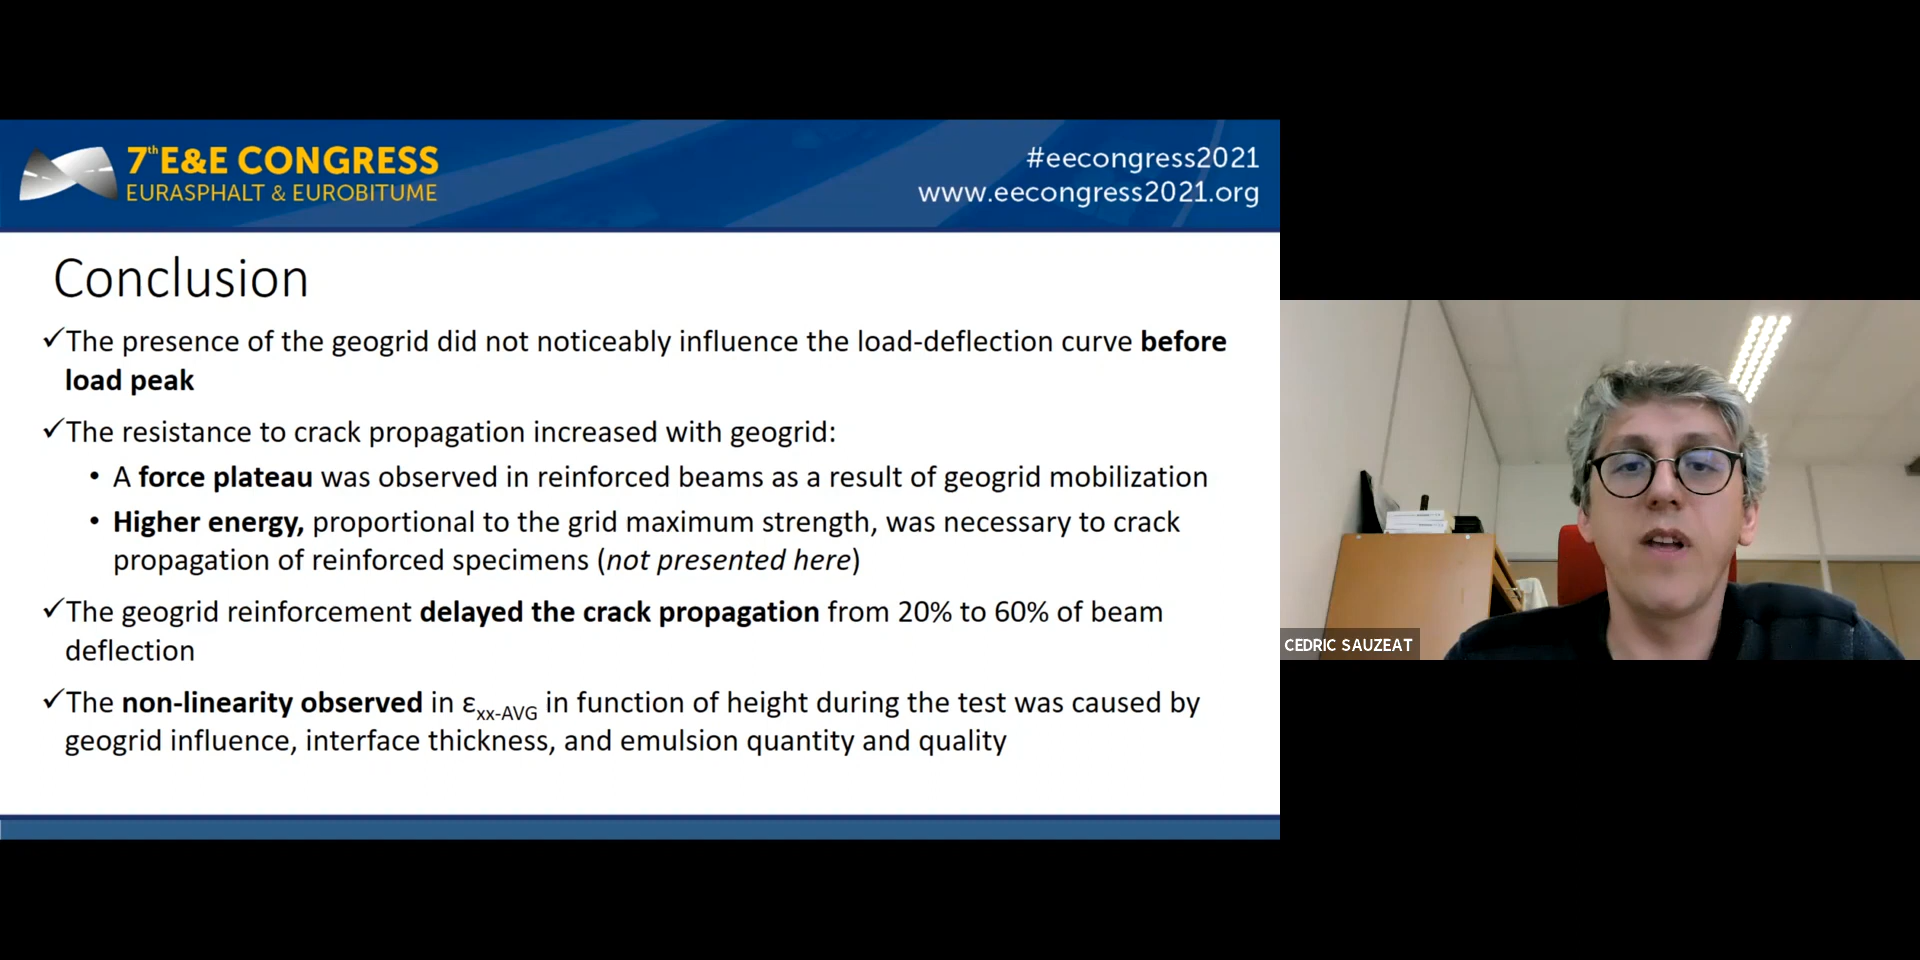 7th E&E CONGRESS
EURASPHALT & EUROBITUME
#eecongress2021
www.eecongress2021.org
Conclusion
✓The presence of the geogrid did not noticeably influence the load-deflection curve before
load peak
✓The resistance to crack propagation increased with geogrid:
• A force plateau was observed in reinforced beams as a result of geogrid mobilization
• Higher energy, proportional to the grid maximum strength, was necessary to crack
propagation of reinforced specimens (not presented here)
✓The geogrid reinforcement delayed the crack propagation from 20% to 60% of beam
deflection
✓The non-linearity observed in εxx-AVG in function of height during the test was caused by
geogrid influence, interface thickness, and emulsion quantity and quality
CEDRIC SAUZEAT